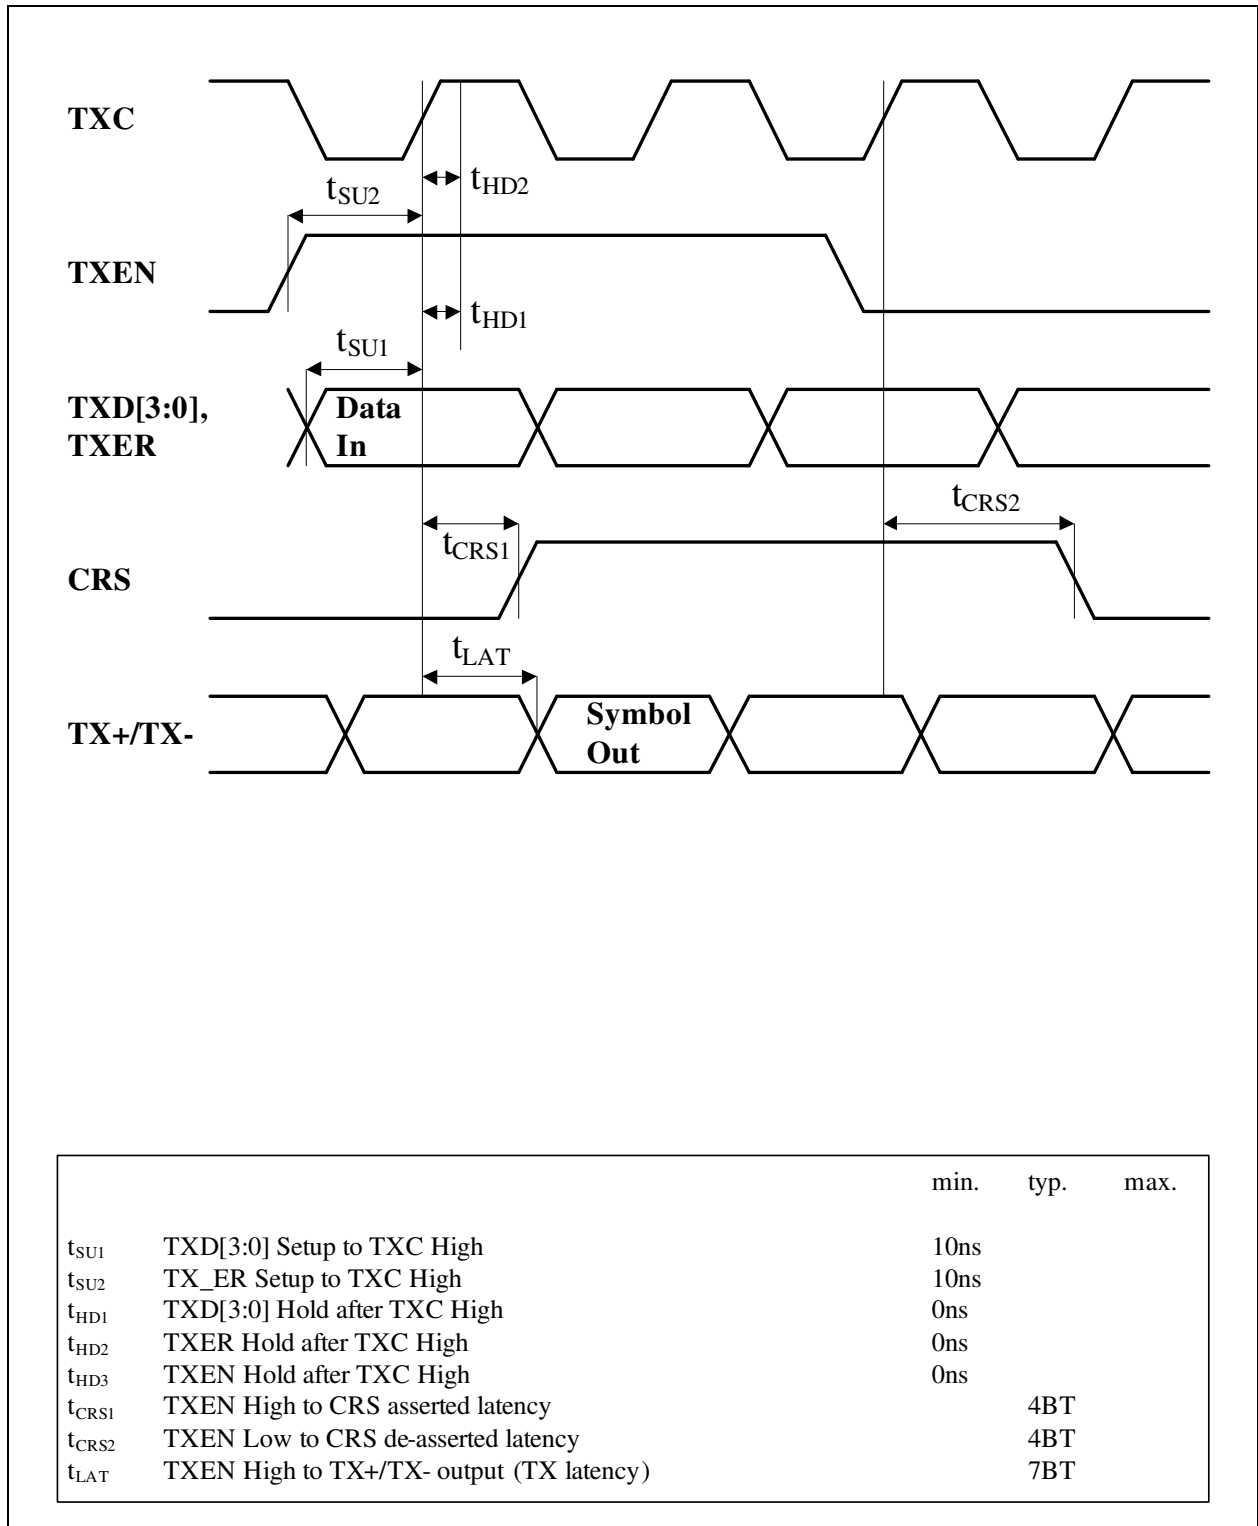 TXC
tHD2
tSU2
TXEN
tHD1
tSU1
TXD[3:0],
TXER
Data
In
tCRS2
tCRS1
CRS
tLAT
TX+/TX-
Symbol
Out
min. typ. max.
tSU1 TXD[3:0] Setup to TXC High 10ns
tSU2 TX_ER Setup to TXC High 10ns
tHD1 TXD[3:0] Hold after TXC High 0ns
tHD2 TXER Hold after TXC High 0ns
tHD3 TXEN Hold after TXC High 0ns
tCRS1 TXEN High to CRS asserted latency 4BT
tCRS2 TXEN Low to CRS de-asserted latency 4BT
tLAT TXEN High to TX+/TX- output (TX latency) 7BT